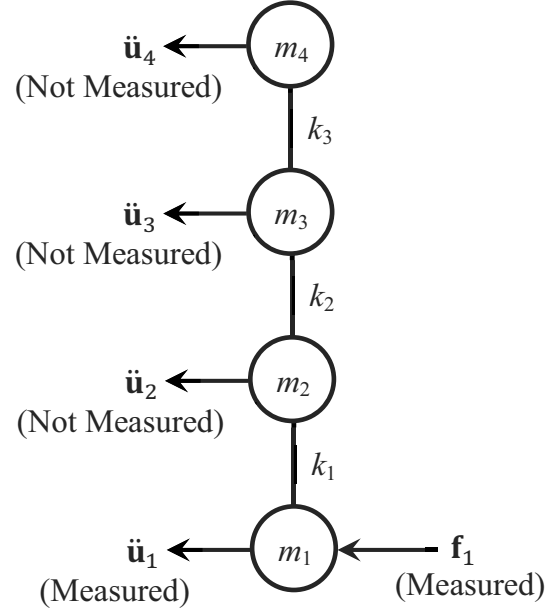 ü₄ m₄
(Not Measured)
k₃
ü₃ m₃
(Not Measured)
k₂
ü₂ m₂
(Not Measured)
k₁
ü₁ m₁ f₁
(Measured) (Measured)